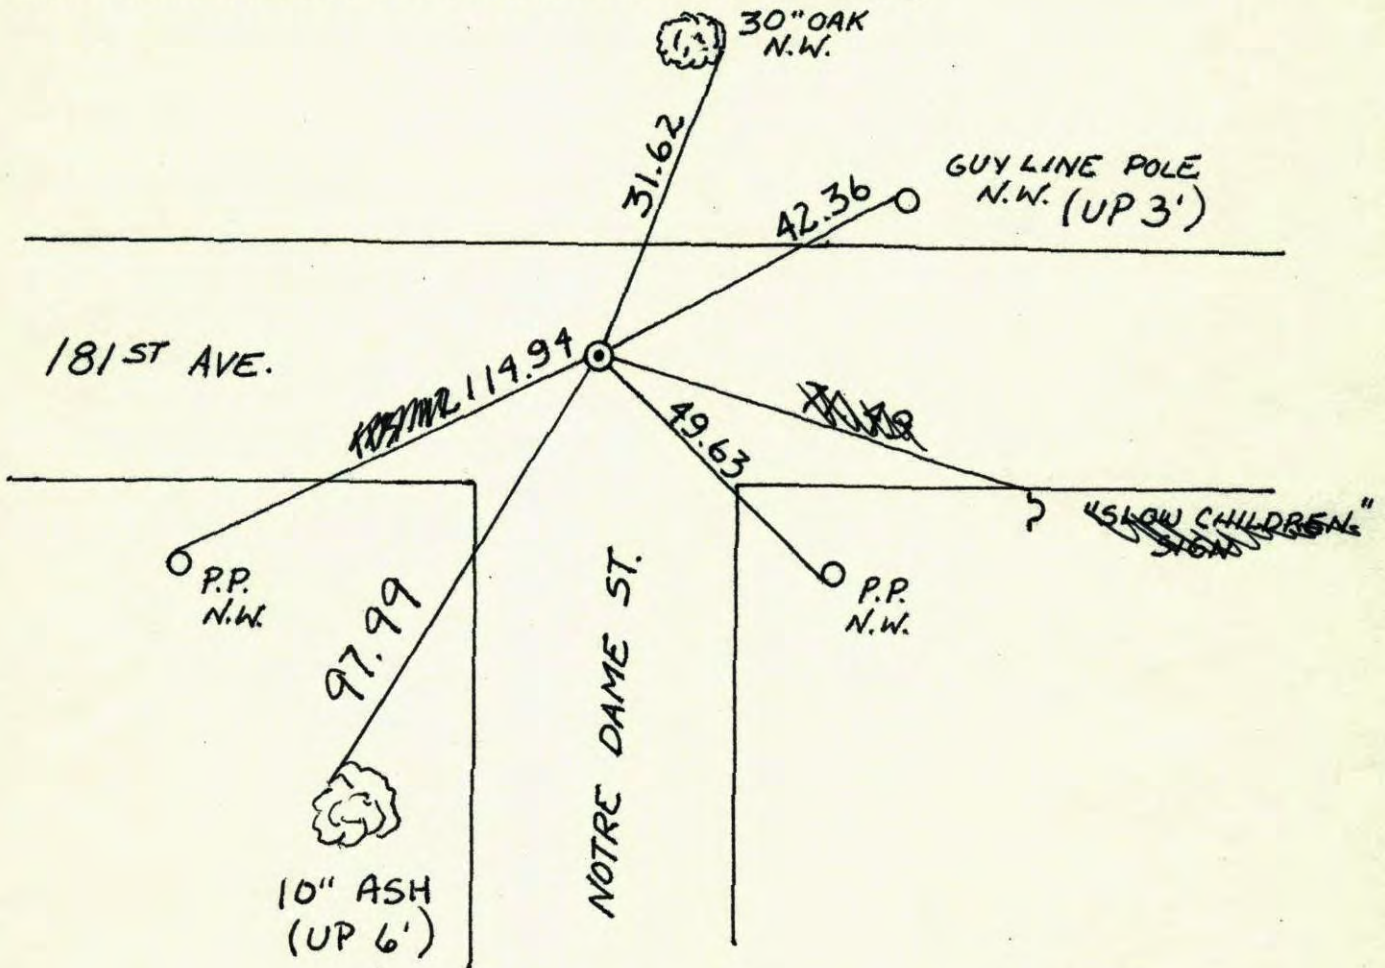 30" OAK
N.W.
31.62
GUY LINE POLE
N.W. (UP 3')
42.36
181ST AVE.
114.94
49.63
"SLOW CHILDREN"
SIGN
P.P.
N.W.
P.P.
N.W.
97.99
NOTRE DAME ST.
10" ASH
(UP 6')